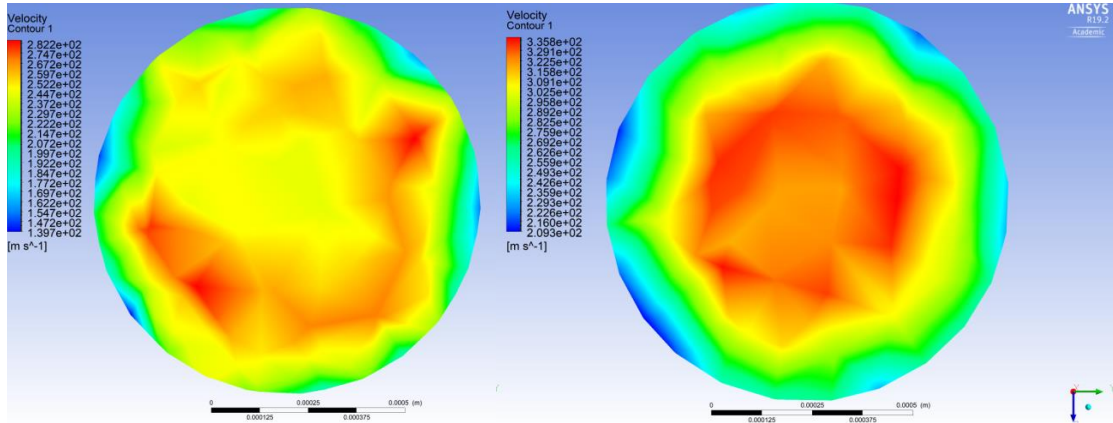 Velocity
Contour 1
2.822e+02
2.747e+02
2.672e+02
2.597e+02
2.522e+02
2.447e+02
2.372e+02
2.297e+02
2.222e+02
2.147e+02
2.072e+02
1.997e+02
1.922e+02
1.847e+02
1.772e+02
1.697e+02
1.622e+02
1.547e+02
1.472e+02
1.397e+02
[m s^-1]
0 0.00025 0.0005 (m)
0.000125 0.000375
Velocity
Contour 1
3.358e+02
3.291e+02
3.225e+02
3.158e+02
3.091e+02
3.025e+02
2.958e+02
2.892e+02
2.825e+02
2.759e+02
2.692e+02
2.626e+02
2.559e+02
2.493e+02
2.426e+02
2.359e+02
2.293e+02
2.226e+02
2.160e+02
2.093e+02
[m s^-1]
0 0.00025 0.0005 (m)
0.000125 0.000375
ANSYS
R19.2
Academic